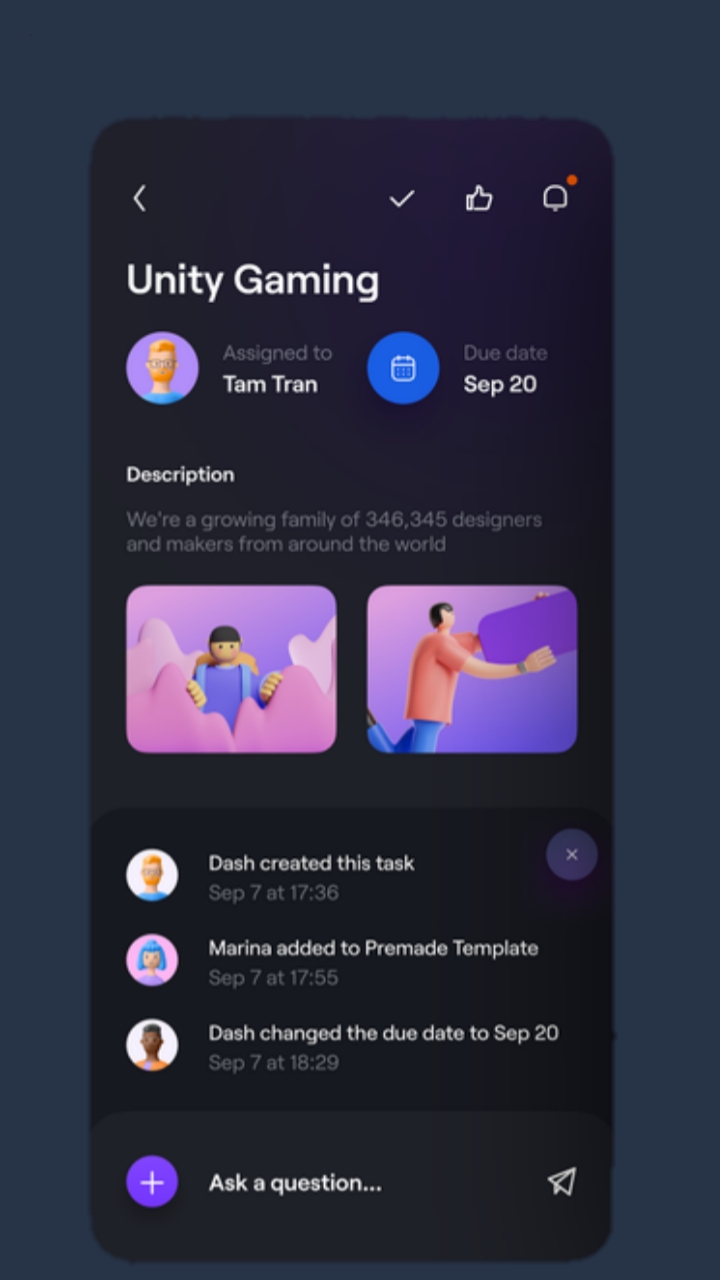 Unity Gaming
Assigned to
Tam Tran
Due date
Sep 20
Description
We're a growing family of 346,345 designers
and makers from around the world
Dash created this task
Sep 7 at 17:36
Marina added to Premade Template
Sep 7 at 17:55
Dash changed the due date to Sep 20
Sep 7 at 18:29
Ask a question...